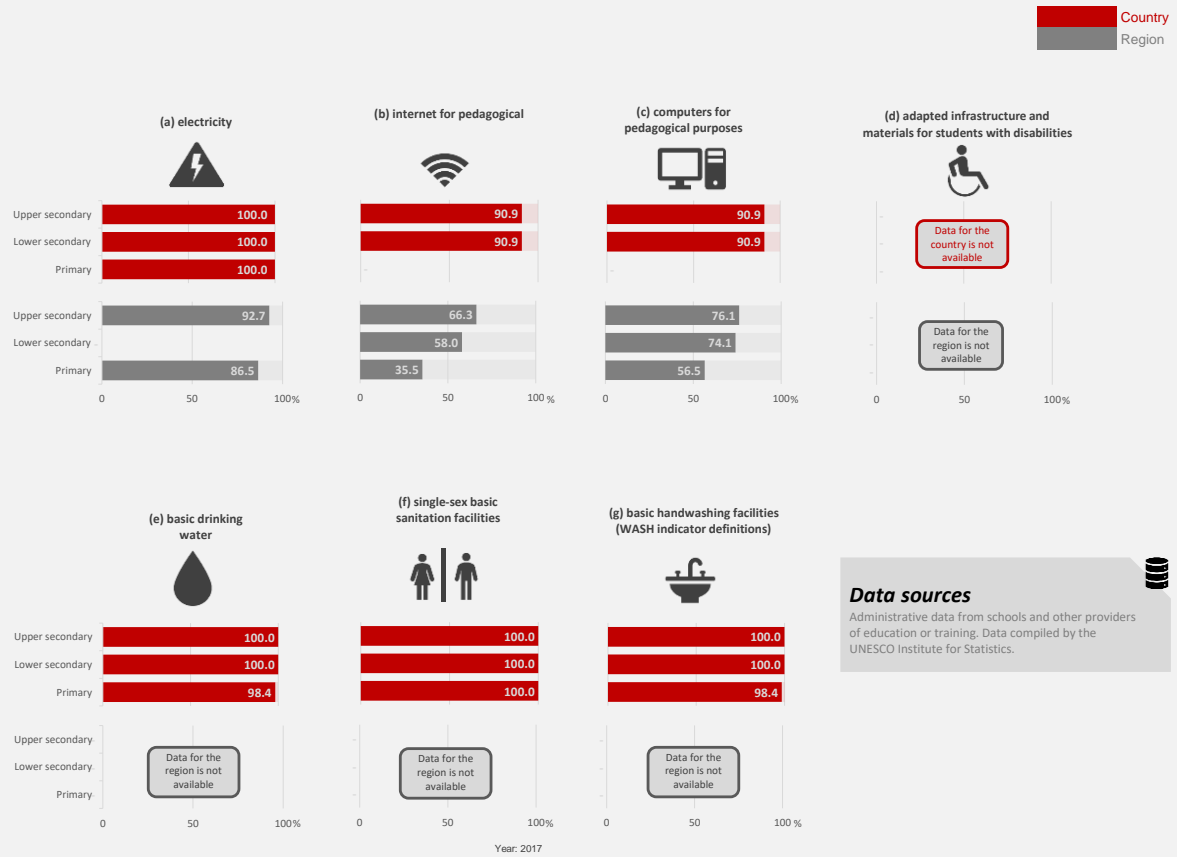 Country
Region
(a) electricity
(b) internet for pedagogical
(c) computers for
pedagogical purposes
(d) adapted infrastructure and
materials for students with disabilities
Upper secondary
Lower secondary
Primary
100.0
100.0
100.0
90.9
90.9
-
90.9
90.9
-
Data for the
country is not
available
Upper secondary
Lower secondary
Primary
92.7
86.5
66.3
58.0
35.5
76.1
74.1
56.5
Data for the
region is not
available
0 50 100%
0 50 100 %
0 50 100 %
0 50 100%
(e) basic drinking
water
(f) single-sex basic
sanitation facilities
(g) basic handwashing facilities
(WASH indicator definitions)
Upper secondary
Lower secondary
Primary
100.0
100.0
98.4
100.0
100.0
100.0
100.0
100.0
98.4
Data sources
Administrative data from schools and other providers
of education or training. Data compiled by the
UNESCO Institute for Statistics.
Upper secondary
Lower secondary
Primary
Data for the
region is not
available
Data for the
region is not
available
Data for the
region is not
available
0 50 100%
0 50 100%
0 50 100 %
Year: 2017